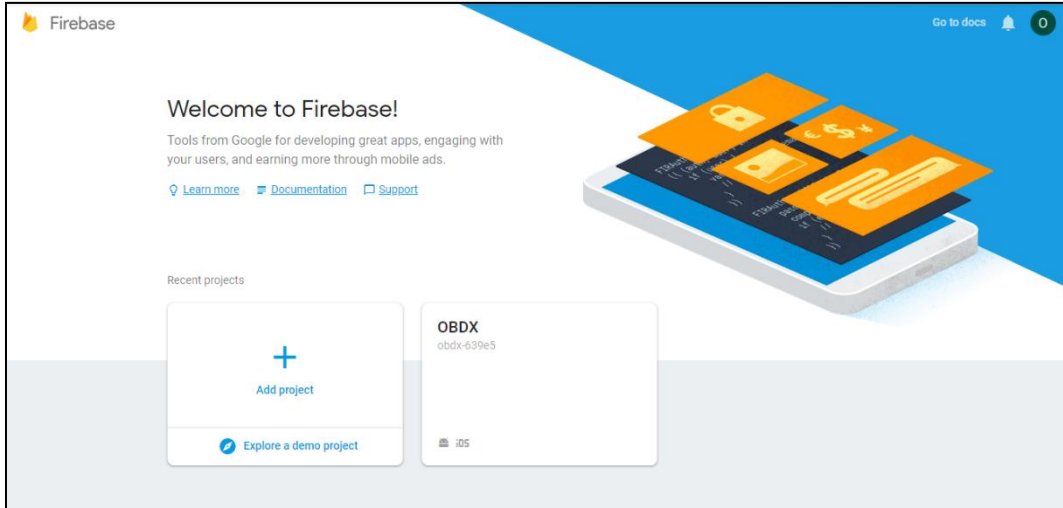 Firebase
Go to docs
O
Welcome to Firebase!
Tools from Google for developing great apps, engaging with
your users, and earning more through mobile ads.
Learn more Documentation Support
Recent projects
Add project
Explore a demo project
OBDX
obdx-639e5
iOS